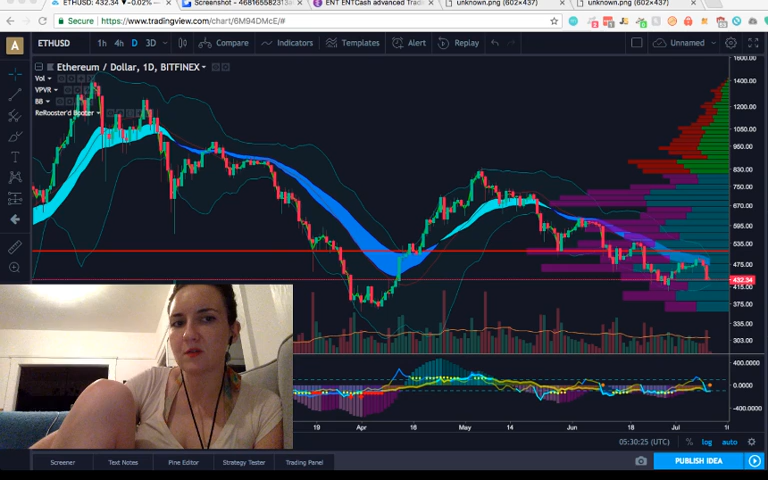 ETHUSD: 432.34 ▼−0.02%
Screenshot - 468165582313
ENT ENTCash advanced Trad
unknown.png (602×437)
unknown.png (602×437)
Secure
https://www.tradingview.com/chart/6M94DMcE/#
A
ETHUSD
1h 4h D 3D
Compare
Indicators
Templates
Alert
Replay
Unnamed
Ethereum / Dollar, 1D, BITFINEX
Vol
VPVR
BB
ReRooster'd Booter
1600.00
1400.00
1200.00
1050.00
950.00
830.00
750.00
670.00
595.00
535.00
475.00
432.34
415.00
375.00
335.00
303.00
400.0000
0.0000
-400.0000
19
Apr
16
May
14
Jun
18
Jul
05:30:25 (UTC)
%
log
auto
Screener
Text Notes
Pine Editor
Strategy Tester
Trading Panel
PUBLISH IDEA